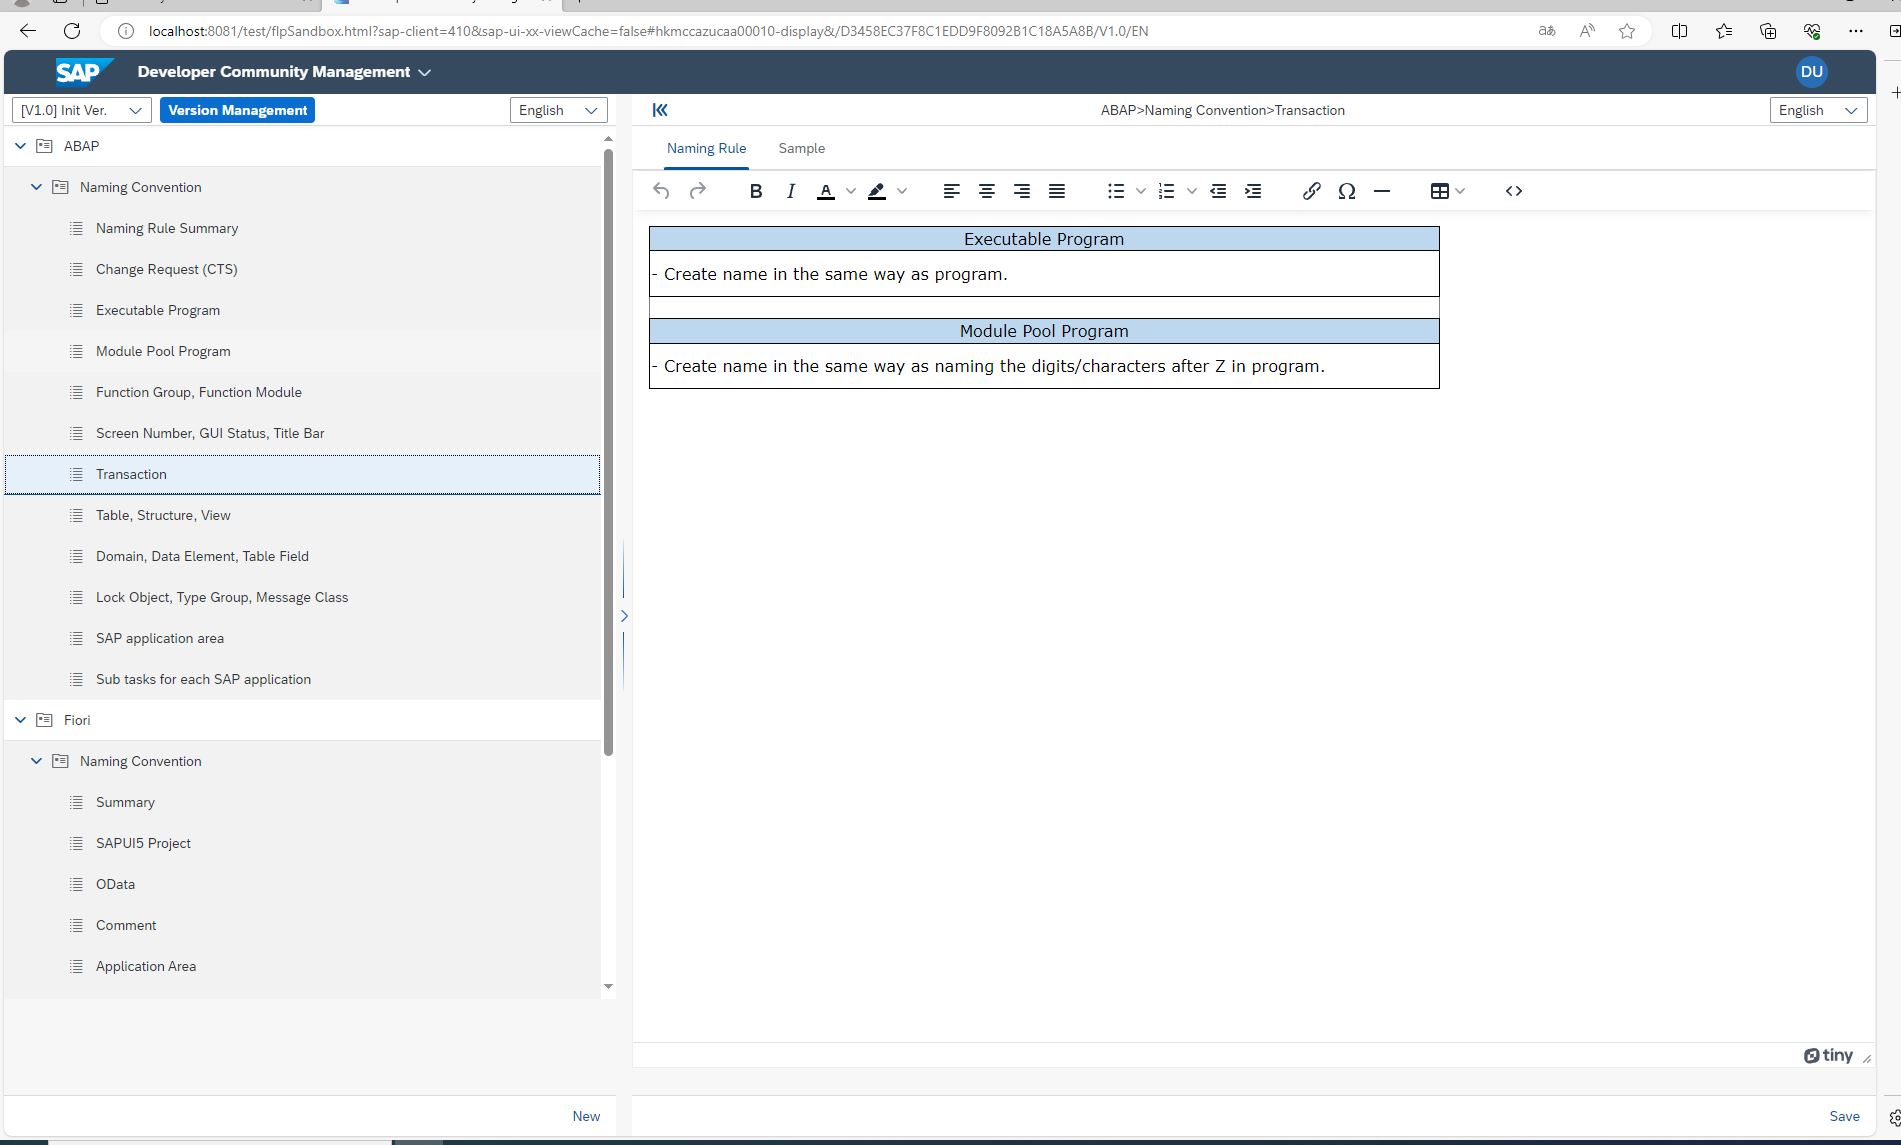 localhost:8081/test/flpSandbox.html?sap-client=410&sap-ui-xx-viewCache=false#hkmccazucaa00010-display&/D3458EC37F8C1EDD9F8092B1C18A5A8B/V1.0/EN
SAP Developer Community Management DU
[V1.0] Init Ver. Version Management English
ABAP
Naming Convention
Naming Rule Summary
Change Request (CTS)
Executable Program
Module Pool Program
Function Group, Function Module
Screen Number, GUI Status, Title Bar
Transaction
Table, Structure, View
Domain, Data Element, Table Field
Lock Object, Type Group, Message Class
SAP application area
Sub tasks for each SAP application
Fiori
Naming Convention
Summary
SAPUI5 Project
OData
Comment
Application Area
New
ABAP>Naming Convention>Transaction English
Naming Rule Sample
Executable Program
- Create name in the same way as program.
Module Pool Program
- Create name in the same way as naming the digits/characters after Z in program.
tiny
Save